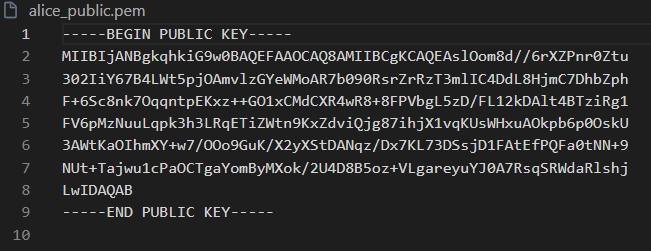 alice_public.pem
1 -----BEGIN PUBLIC KEY-----
2 MIIBIjANBgkqhkiG9w0BAQEFAAOCAQ8AMIIBCgKCAQEAslOom8d//6rXZPnr0Ztu
3 302IiY67B4LWt5pjOAmvlzGYeWMoAR7b090RsrZrRzT3mlIC4DdL8HjmC7DhbZph
4 F+6Sc8nk7OqqntpEKxz++GO1xCMdCXR4wR8+8FPVbgL5zD/FL12kDAlt4BTziRg1
5 FV6pMzNuuLqpk3h3LRqETiZWtn9KxZdviQjg87ihjX1vqKUsWHxuAOkpb6p0OskU
6 3AWtKaOIhmXY+w7/OOo9GuK/X2yXStDANqz/Dx7KL73DSsjD1FAtEfPQFa0tNN+9
7 NUt+Tajwu1cPaOCTgaYomByMXok/2U4D8B5oz+VLgareyuYJ0A7RsqSRWdaRlshj
8 LwIDAQAB
9 -----END PUBLIC KEY-----
10